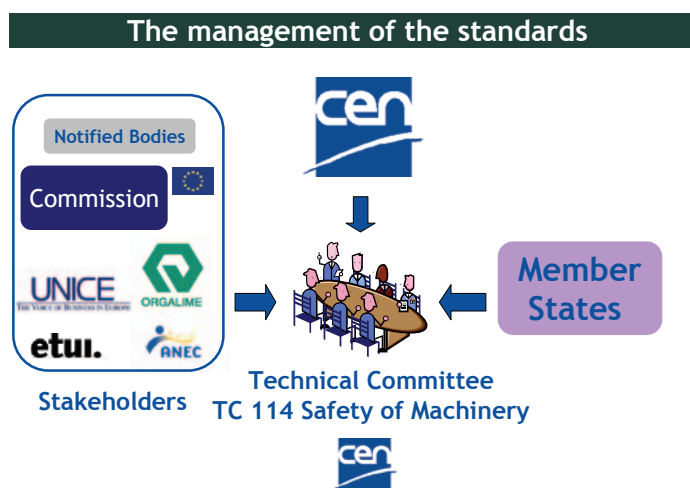 The management of the standards
cen
Notified Bodies
Commission
UNICE
THE VOICE OF BUSINESS IN EUROPE
ORGALIME
etui.
ANEC
Stakeholders
Member
States
Technical Committee
TC 114 Safety of Machinery
cen